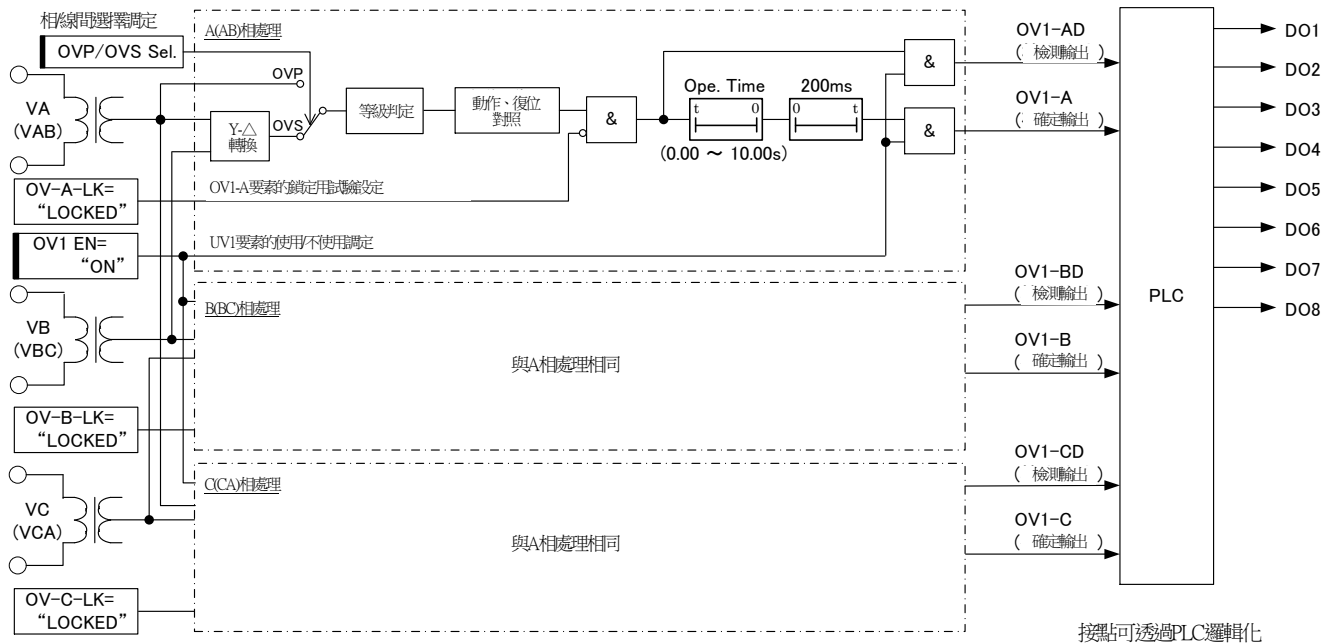 相/線間選擇調定
OVP/OVS Sel.
VA
(VAB)
OV-A-LK=
“LOCKED”
OV1 EN=
“ON”
VB
(VBC)
OV-B-LK=
“LOCKED”
VC
(VCA)
OV-C-LK=
“LOCKED”
A(AB)相處理
OVP
Y-△
轉換
OVS
等級判定
動作、復位
對照
&
Ope. Time
t 0
(0.00 ～ 10.00s)
200ms
0 t
&
&
OV1-A要素的鎖定用試驗設定
UV1要素的使用/不使用調定
B(BC)相處理
與A相處理相同
C(CA)相處理
與A相處理相同
OV1-AD
( 檢測輸出 )
OV1-A
( 確定輸出 )
OV1-BD
( 檢測輸出 )
OV1-B
( 確定輸出 )
OV1-CD
( 檢測輸出 )
OV1-C
( 確定輸出 )
PLC
DO1
DO2
DO3
DO4
DO5
DO6
DO7
DO8
接點可透過PLC邏輯化